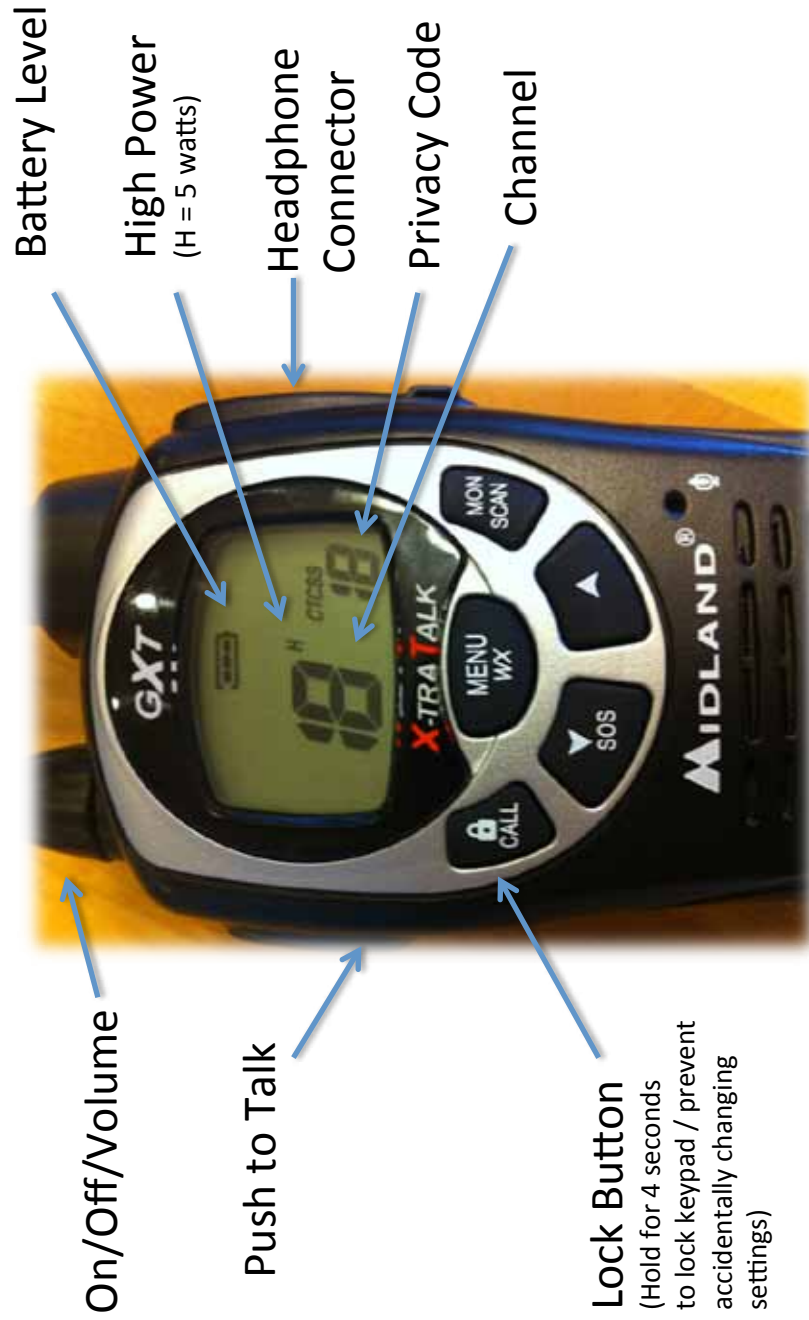 On/Off/Volume
Push to Talk
Lock Button
(Hold for 4 seconds
to lock keypad / prevent
accidentally changing
settings)
GXT
H
CTCSS
18
18
X-TRA TALK
CALL
MENU
WX
MON
SCAN
SOS
MIDLAND®
Battery Level
High Power
(H = 5 watts)
Headphone
Connector
Privacy Code
Channel